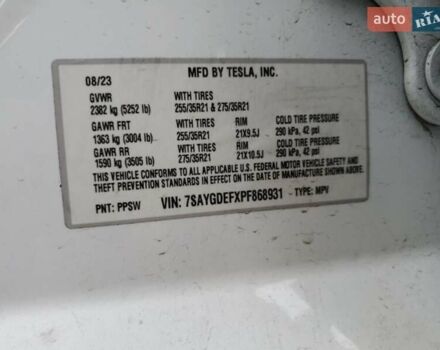 auto RIA
08/23 MFD BY TESLA, INC.
GVWR WITH TIRES
2382 kg (5252 lb) 255/35R21 & 275/35R21
GAWR FRT WITH TIRES RIM COLD TIRE PRESSURE
1363 kg (3004 lb) 255/35R21 21X9.5J 290 kPa, 42 psi
GAWR RR WITH TIRES RIM COLD TIRE PRESSURE
1590 kg (3505 lb) 275/35R21 21X10.5J 290 kPa, 42 psi
THIS VEHICLE CONFORMS TO ALL APPLICABLE U.S. FEDERAL MOTOR VEHICLE SAFETY AND
THEFT PREVENTION STANDARDS IN EFFECT ON THE DATE OF MANUFACTURE SHOWN
ABOVE.
PNT: PPSW VIN: 7SAYGDEFXPF868931 TYPE: MPV